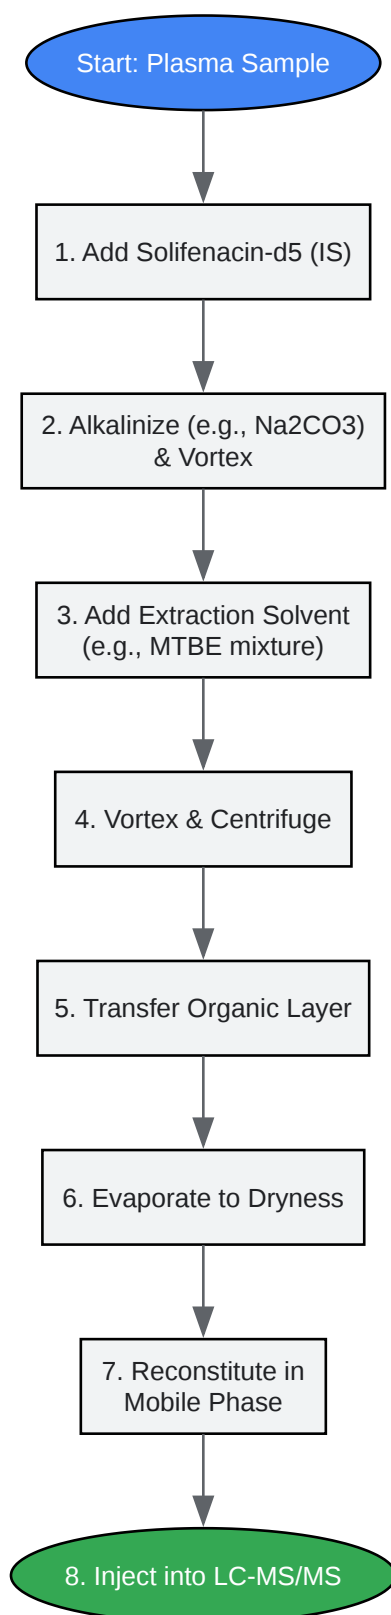 Start: Plasma Sample
1. Add Solifenacin-d5 (IS)
2. Alkalinize (e.g., Na2CO3)
& Vortex
3. Add Extraction Solvent
(e.g., MTBE mixture)
4. Vortex & Centrifuge
5. Transfer Organic Layer
6. Evaporate to Dryness
7. Reconstitute in
Mobile Phase
8. Inject into LC-MS/MS